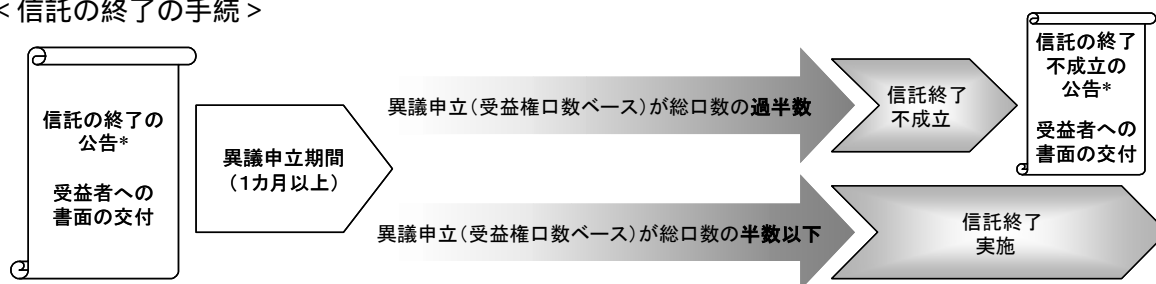 <信託の終了の手続>
信託の終了の
公告*
受益者への
書面の交付
異議申立期間
(1カ月以上)
異議申立(受益権口数ベース)が総口数の過半数
信託終了
不成立
信託の終了
不成立の
公告*
受益者への
書面の交付
異議申立(受益権口数ベース)が総口数の半数以下
信託終了
実施